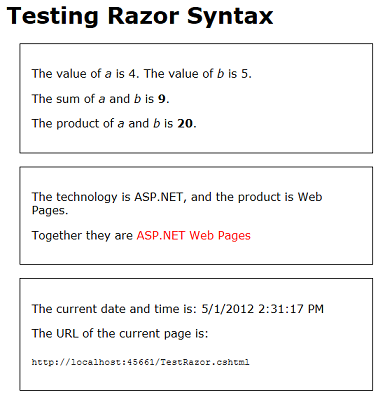 Testing Razor Syntax
The value of a is 4. The value of b is 5.
The sum of a and b is 9.
The product of a and b is 20.
The technology is ASP.NET, and the product is Web
Pages.
Together they are ASP.NET Web Pages
The current date and time is: 5/1/2012 2:31:17 PM
The URL of the current page is:
http://localhost:45661/TestRazor.cshtml